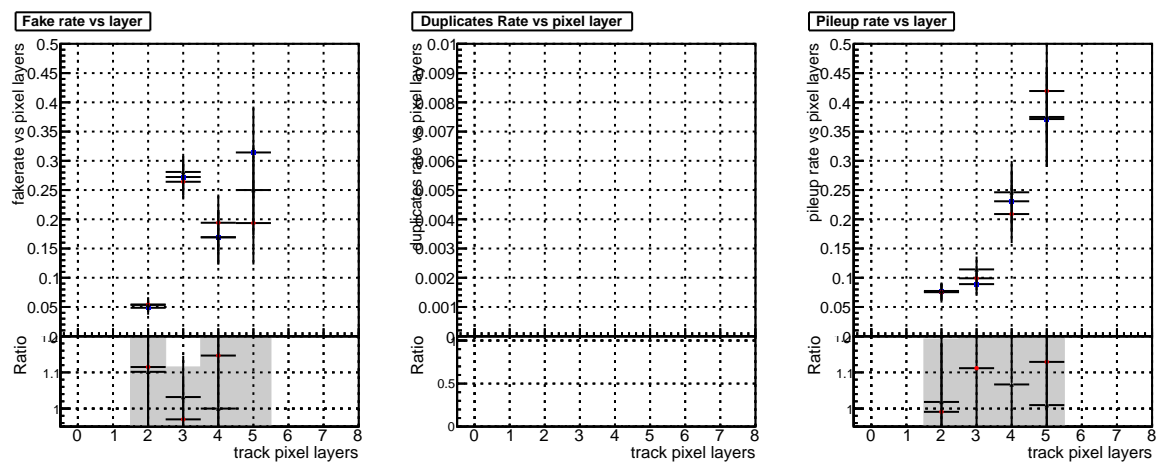 Fake rate vs layer
fakerate vs pixel layers
0.5
0.45
0.4
0.35
0.3
0.25
0.2
0.15
0.1
0.05
0
Ratio
1.1
1
0 1 2 3 4 5 6 7 8
track pixel layers
Duplicates Rate vs pixel layer
duplicates rate vs pixel layers
0.01
0.009
0.008
0.007
0.006
0.005
0.004
0.003
0.002
0.001
0
Ratio
1
0.5
0
0 1 2 3 4 5 6 7 8
track pixel layers
Pileup rate vs layer
pileup rate vs pixel layers
0.5
0.45
0.4
0.35
0.3
0.25
0.2
0.15
0.1
0.05
0
Ratio
1.1
1
0 1 2 3 4 5 6 7 8
track pixel layers